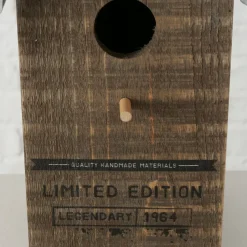 QUALITY HANDMADE MATERIALS
LIMITED EDITION
LEGENDARY 1964